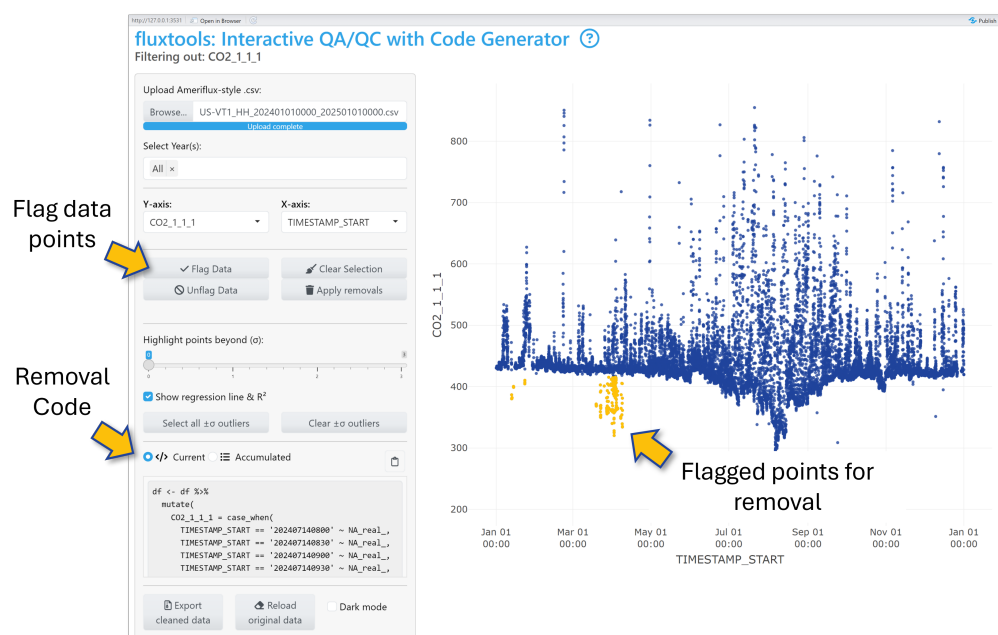 http://127.0.0.1:3531 Open in Browser
Publish
fluxtools: Interactive QA/QC with Code Generator ?
Filtering out: CO2_1_1_1
Upload Ameriflux-style .csv:
Browse... US-VT1_HH_202401010000_202501010000.csv
Upload complete
Select Year(s):
All ×
Y-axis: X-axis:
CO2_1_1_1 TIMESTAMP_START
Flag data
points
Flag Data Clear Selection
Unflag Data Apply removals
Highlight points beyond (σ):
0 3
0 1 2 3
Show regression line & R²
Select all ±σ outliers Clear ±σ outliers
Removal
Code
</> Current Accumulated
df <- df %>%
mutate(
CO2_1_1_1 = case_when(
TIMESTAMP_START == '202407140800' ~ NA_real_,
TIMESTAMP_START == '202407140830' ~ NA_real_,
TIMESTAMP_START == '202407140900' ~ NA_real_,
TIMESTAMP_START == '202407140930' ~ NA_real_,
Export
cleaned data
Reload
original data
Dark mode
CO2_1_1_1
800
700
600
500
400
300
200
Flagged points for
removal
Jan 01 Mar 01 May 01 Jul 01 Sep 01 Nov 01 Jan 01
00:00 00:00 00:00 00:00 00:00 00:00 00:00
TIMESTAMP_START